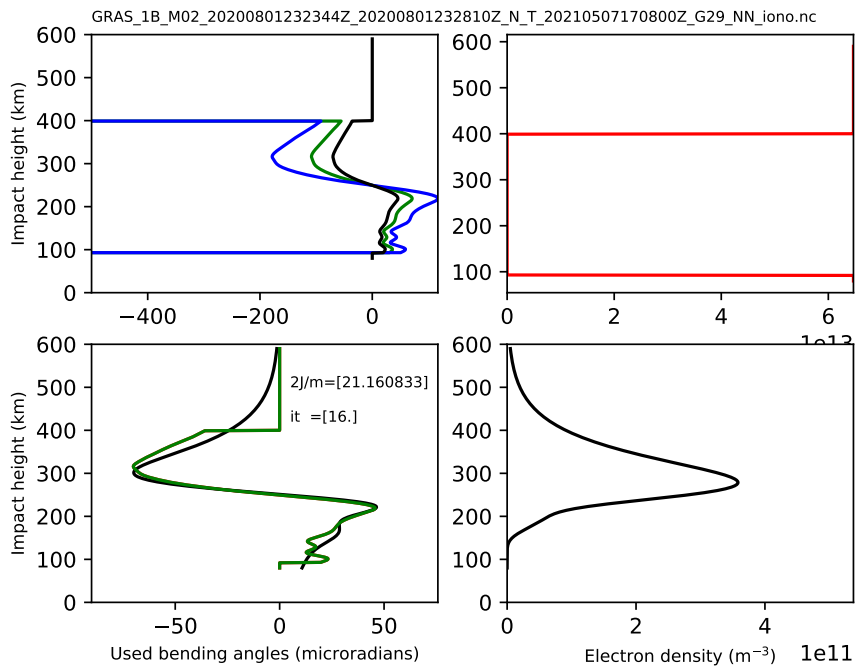 GRAS_1B_M02_20200801232344Z_20200801232810Z_N_T_20210507170800Z_G29_NN_iono.nc
Impact height (km)
600
500
400
300
200
100
0
−400 −200 0
600
500
400
300
200
100
0 2 4 6
1e13
Impact height (km)
600
500
400
300
200
100
0
2J/m=[21.160833]
it =[16.]
−50 0 50
Used bending angles (microradians)
600
500
400
300
200
100
0
0 2 4
Electron density (m⁻³) 1e11